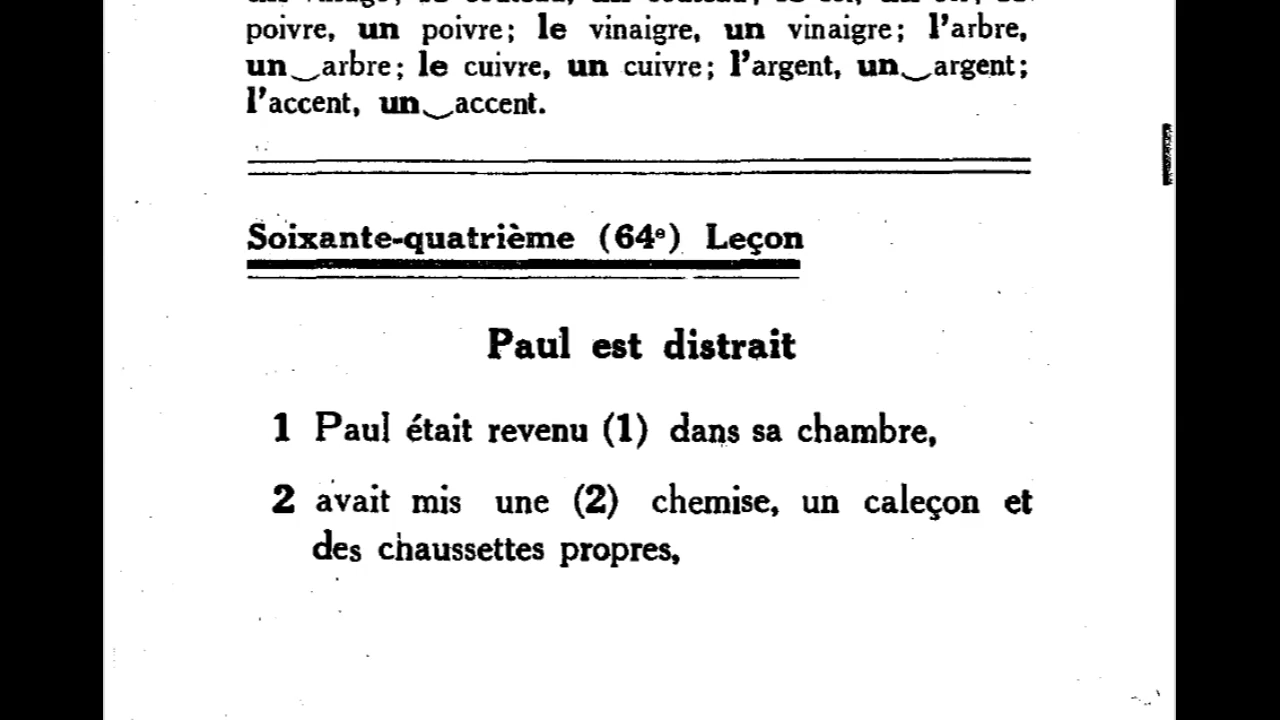 poivre, un poivre; le vinaigre, un vinaigre; l'arbre,
un‿arbre; le cuivre, un cuivre; l'argent, un‿argent;
l'accent, un‿accent.
Soixante-quatrième (64e) Leçon
Paul est distrait
1 Paul était revenu (1) dans sa chambre,
2 avait mis une (2) chemise, un caleçon et
des chaussettes propres,